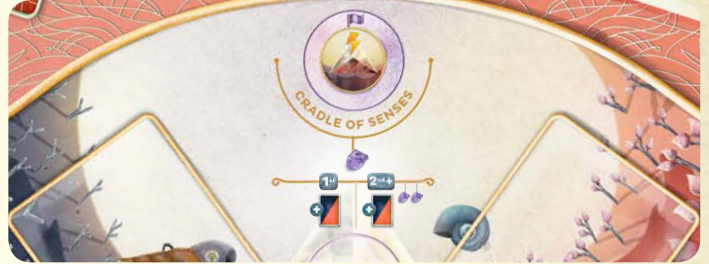 CRADLE OF SENSES
1st 2nd+
+ +